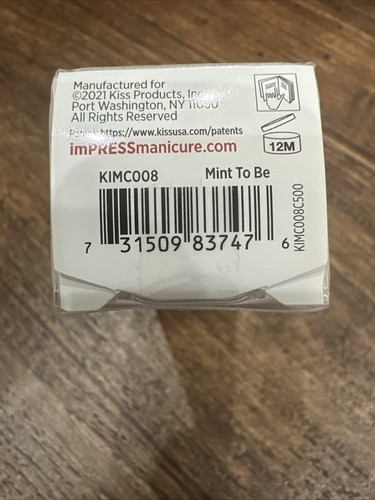 Manufactured for
©2021 Kiss Products, Inc.
Port Washington, NY 11050
All Rights Reserved
Patent: https://www.kissusa.com/patents
imPRESSmanicure.com
12M
KIMC008 Mint To Be
7 31509 83747 6
KIMC008C500